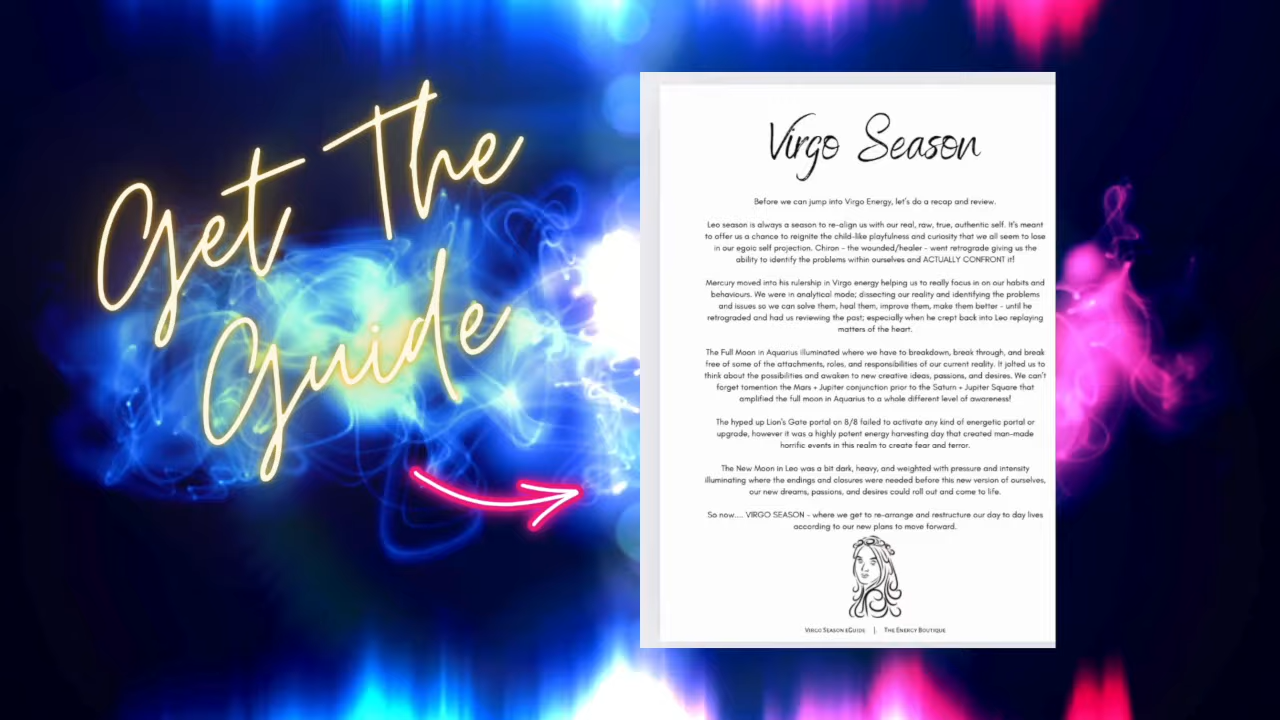 Get The
Guide
Virgo Season
Before we can jump into Virgo Energy, let's do a recap and review.
Leo season is always a season to re-align us with our real, raw, true, authentic self. It's meant
to offer us a chance to reignite the child-like playfulness and curiosity that we all seem to lose
in our egoic self projection. Chiron - the wounded/healer - went retrograde giving us the
ability to identify the problems within ourselves and ACTUALLY CONFRONT it!
Mercury moved into his rulership in Virgo energy helping us to really focus in on our habits and
behaviours. We were in analytical mode; dissecting our reality and identifying the problems
and issues so we can solve them, heal them, improve them, make them better - until he
retrograded and had us reviewing the past; especially when he crept back into Leo replaying
matters of the heart.
The Full Moon in Aquarius illuminated where we have to breakdown, break through, and break
free of some of the attachments, roles, and responsibilities of our current reality. It jolted us to
think about the possibilities and awaken to new creative ideas, passions, and desires. We can't
forget tomention the Mars + Jupiter conjunction prior to the Saturn + Jupiter Square that
amplified the full moon in Aquarius to a whole different level of awareness!
The hyped up Lion's Gate portal on 8/8 failed to activate any kind of energetic portal or
upgrade, however it was a highly potent energy harvesting day that created man-made
horrific events in this realm to create fear and terror.
The New Moon in Leo was a bit dark, heavy, and weighted with pressure and intensity
illuminating where the endings and closures were needed before this new version of ourselves,
our new dreams, passions, and desires could roll out and come to life.
So now.... VIRGO SEASON - where we get to re-arrange and restructure our day to day lives
according to our new plans to move forward.
Virgo Season eGuide | The Energy Boutique